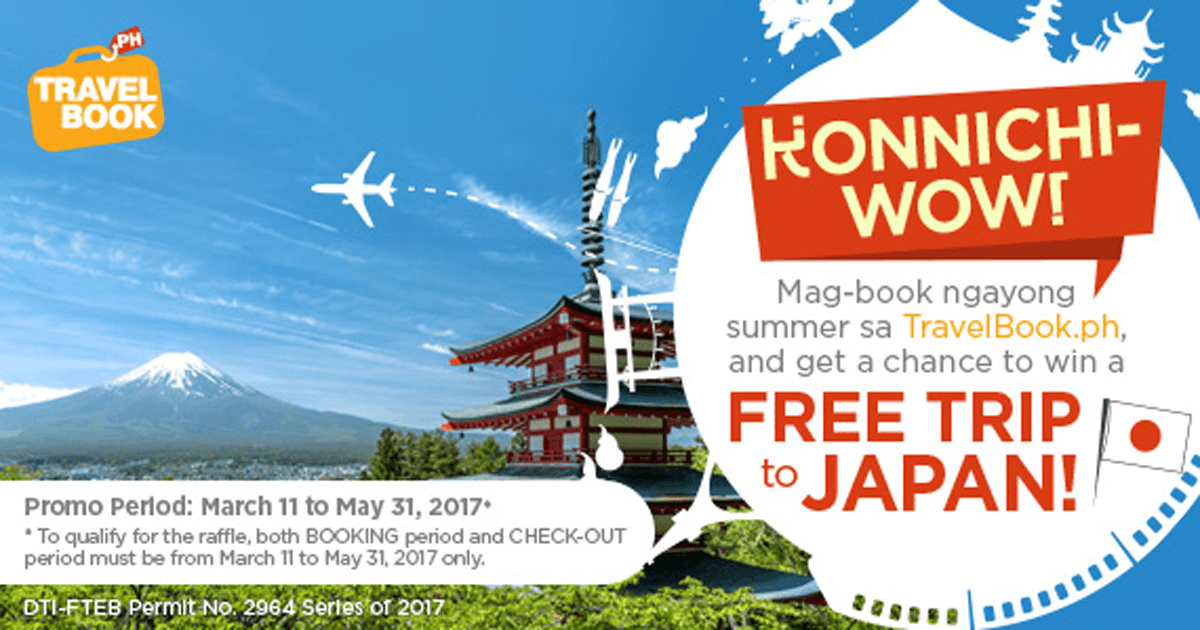 PH
TRAVEL
BOOK
KONNICHI-
WOW!
Mag-book ngayong
summer sa TravelBook.ph,
and get a chance to win a
FREE TRIP
to JAPAN!
Promo Period: March 11 to May 31, 2017*
* To qualify for the raffle, both BOOKING period and CHECK-OUT
period must be from March 11 to May 31, 2017 only.
DTI-FTEB Permit No. 2964 Series of 2017